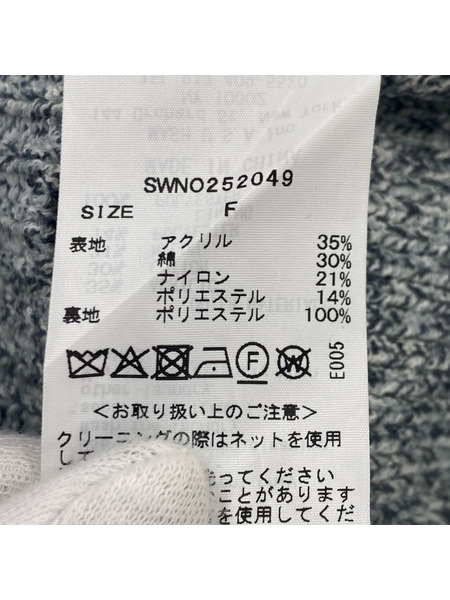 SWNO252049
SIZE F
表地 アクリル 35%
綿 30%
ナイロン 21%
ポリエステル 14%
裏地 ポリエステル 100%
F W E005
<お取り扱い上のご注意>
クリーニングの際はネットを使用
して
ってください
ことがあります
を使用してくだ